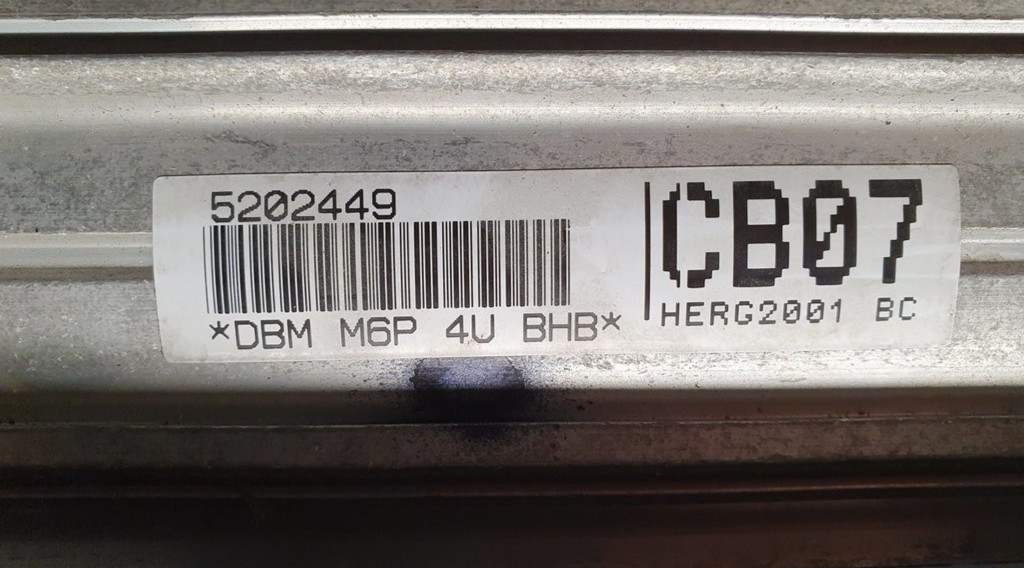 5202449
*DBM M6P 4U BHB*
CB07
HERG2001 BC